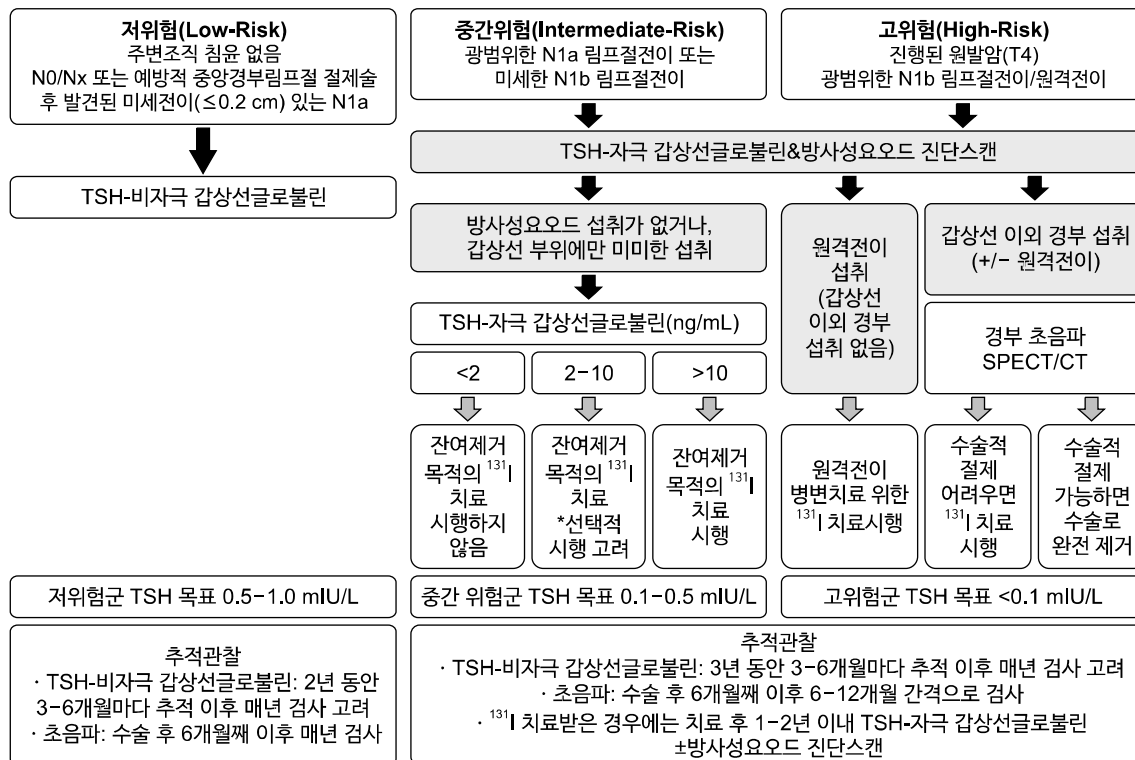 저위험(Low-Risk)
주변조직 침윤 없음
N0/Nx 또는 예방적 중앙경부림프절 절제술
후 발견된 미세전이(≤0.2 cm) 있는 N1a
중간위험(Intermediate-Risk)
광범위한 N1a 림프절전이 또는
미세한 N1b 림프절전이
고위험(High-Risk)
진행된 원발암(T4)
광범위한 N1b 림프절전이/원격전이
TSH-자극 갑상선글로불린&방사성요오드 진단스캔
TSH-비자극 갑상선글로불린
방사성요오드 섭취가 없거나,
갑상선 부위에만 미미한 섭취
원격전이
섭취
(갑상선
이외 경부
섭취 없음)
갑상선 이외 경부 섭취
(+/− 원격전이)
TSH-자극 갑상선글로불린(ng/mL)
경부 초음파
SPECT/CT
<2
2−10
>10
잔여제거
목적의 ¹³¹I
치료
시행하지
않음
잔여제거
목적의 ¹³¹I
치료
*선택적
시행 고려
잔여제거
목적의 ¹³¹I
치료
시행
원격전이
병변치료 위한
¹³¹I 치료시행
수술적
절제
어려우면
¹³¹I 치료
시행
수술적
절제
가능하면
수술로
완전 제거
저위험군 TSH 목표 0.5−1.0 mIU/L
중간 위험군 TSH 목표 0.1−0.5 mIU/L
고위험군 TSH 목표 <0.1 mIU/L
추적관찰
· TSH-비자극 갑상선글로불린: 2년 동안
3−6개월마다 추적 이후 매년 검사 고려
· 초음파: 수술 후 6개월째 이후 매년 검사
추적관찰
· TSH-비자극 갑상선글로불린: 3년 동안 3−6개월마다 추적 이후 매년 검사 고려
· 초음파: 수술 후 6개월째 이후 6−12개월 간격으로 검사
· ¹³¹I 치료받은 경우에는 치료 후 1−2년 이내 TSH-자극 갑상선글로불린
±방사성요오드 진단스캔